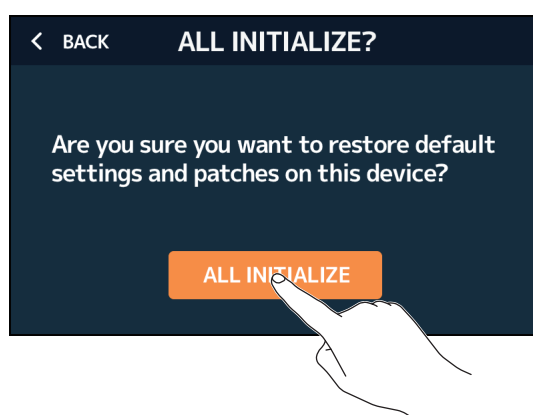 BACK
ALL INITIALIZE?
Are you sure you want to restore default
settings and patches on this device?
ALL INITIALIZE